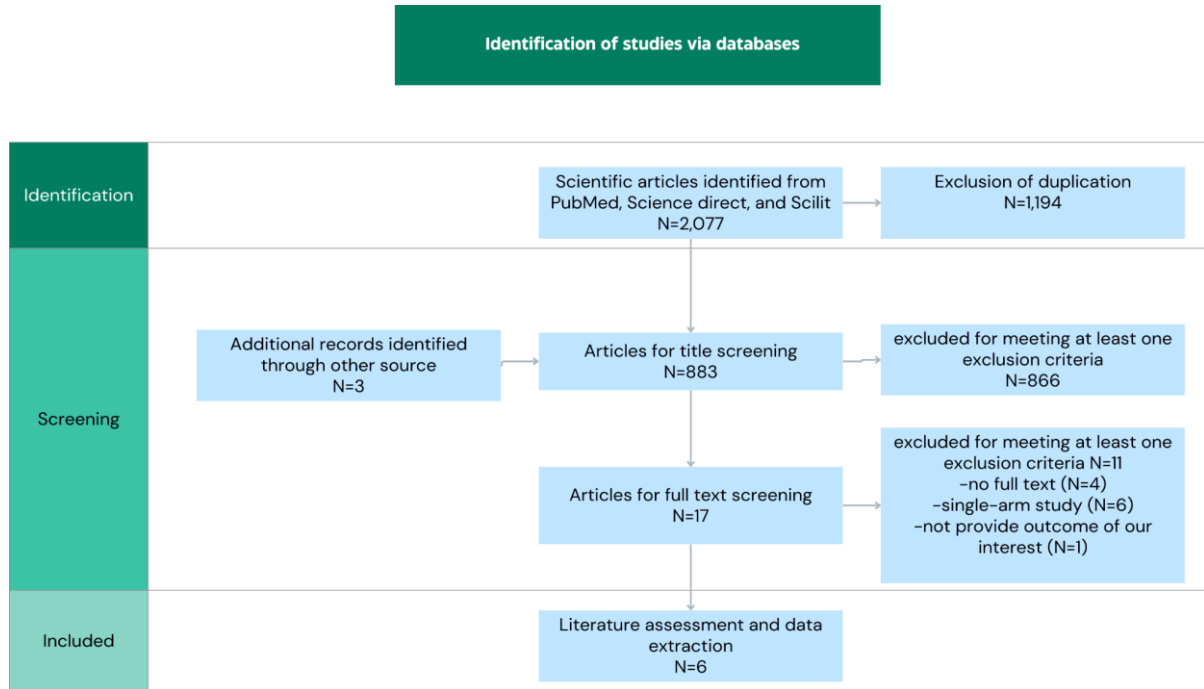 Identification of studies via databases
Identification
Scientific articles identified from
PubMed, Science direct, and Scilit
N=2,077
Exclusion of duplication
N=1,194
Screening
Additional records identified
through other source
N=3
Articles for title screening
N=883
excluded for meeting at least one
exclusion criteria
N=866
Articles for full text screening
N=17
excluded for meeting at least one
exclusion criteria N=11
-no full text (N=4)
-single-arm study (N=6)
-not provide outcome of our
interest (N=1)
Included
Literature assessment and data
extraction
N=6